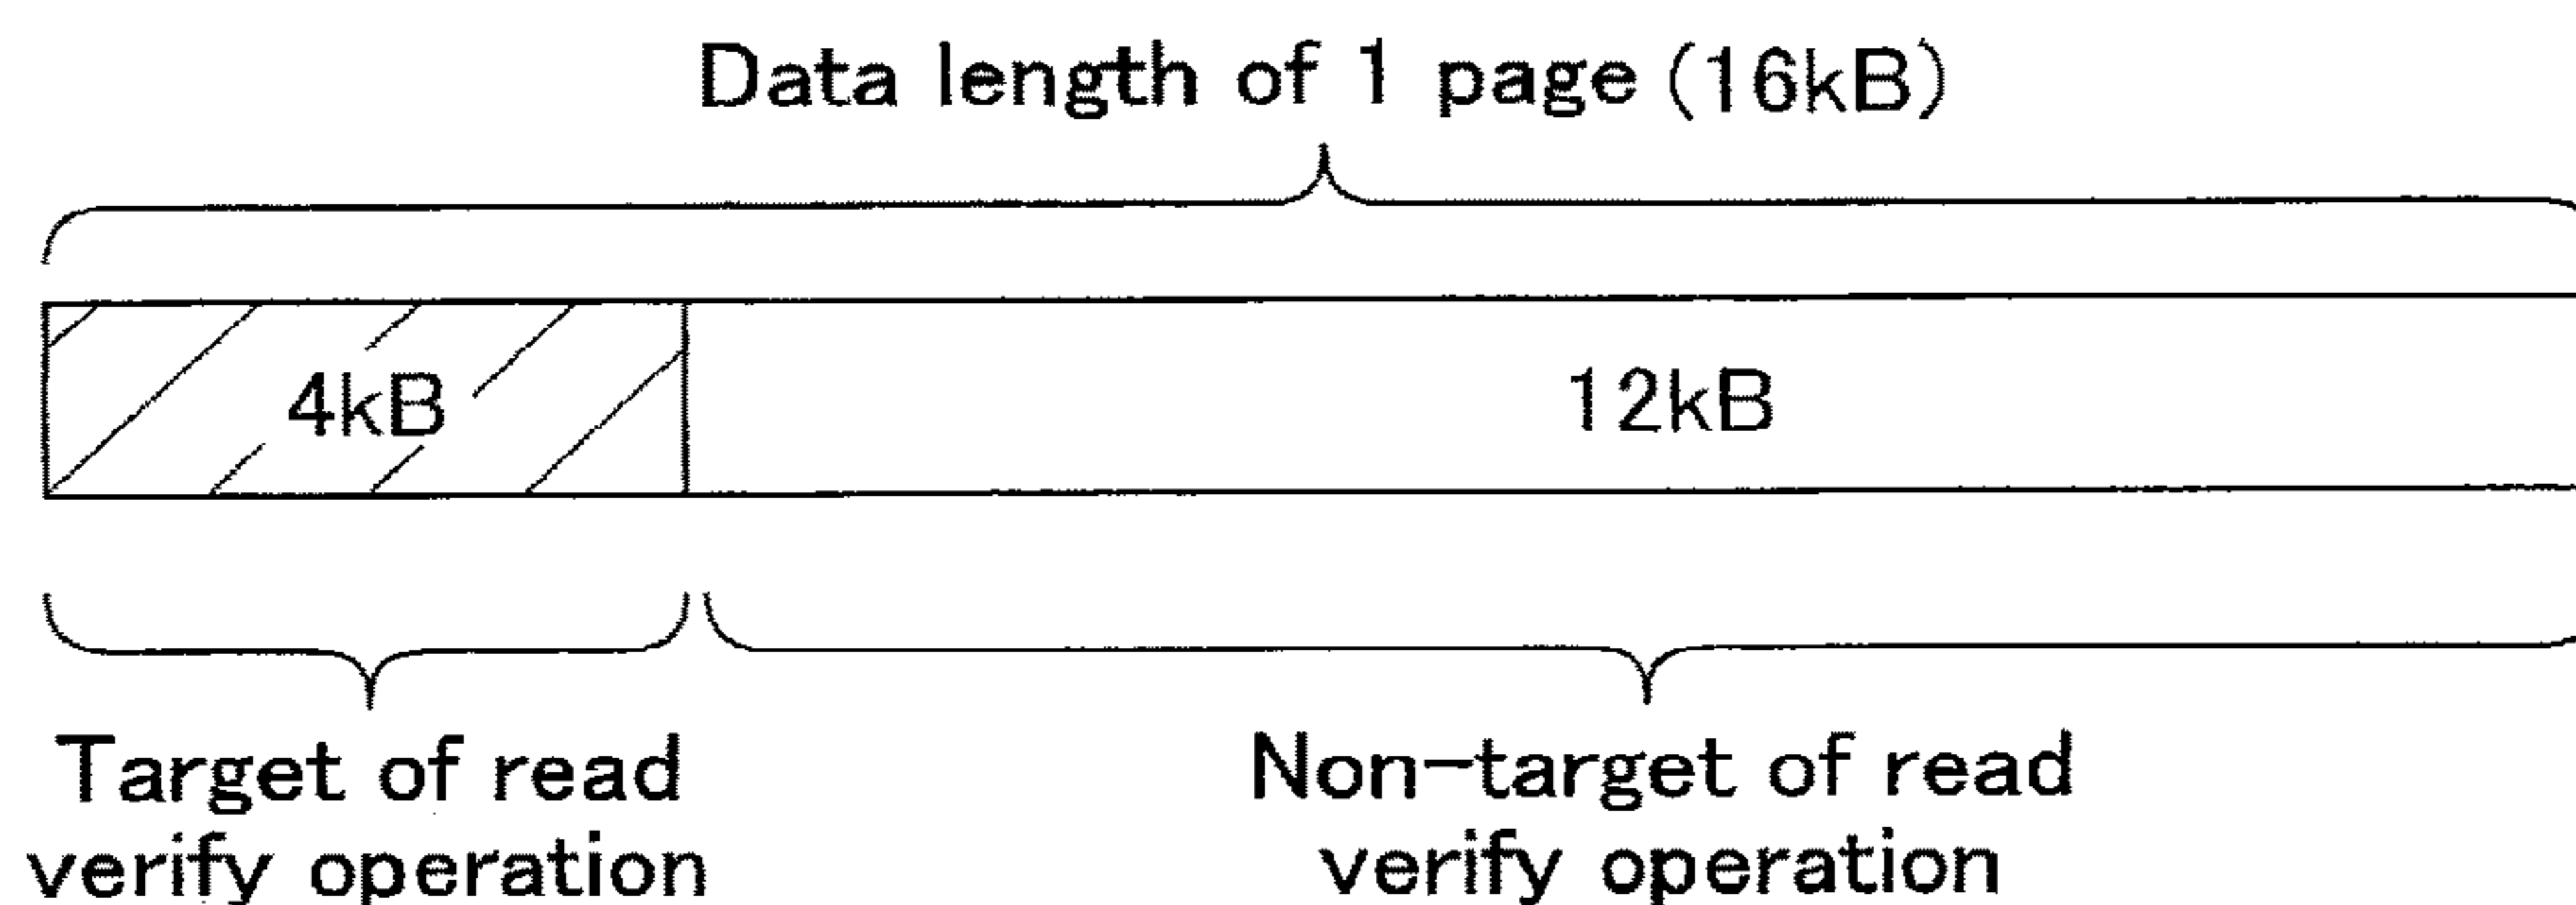 Data length of 1 page (16kB)
4kB
12kB
Target of read
verify operation
Non-target of read
verify operation